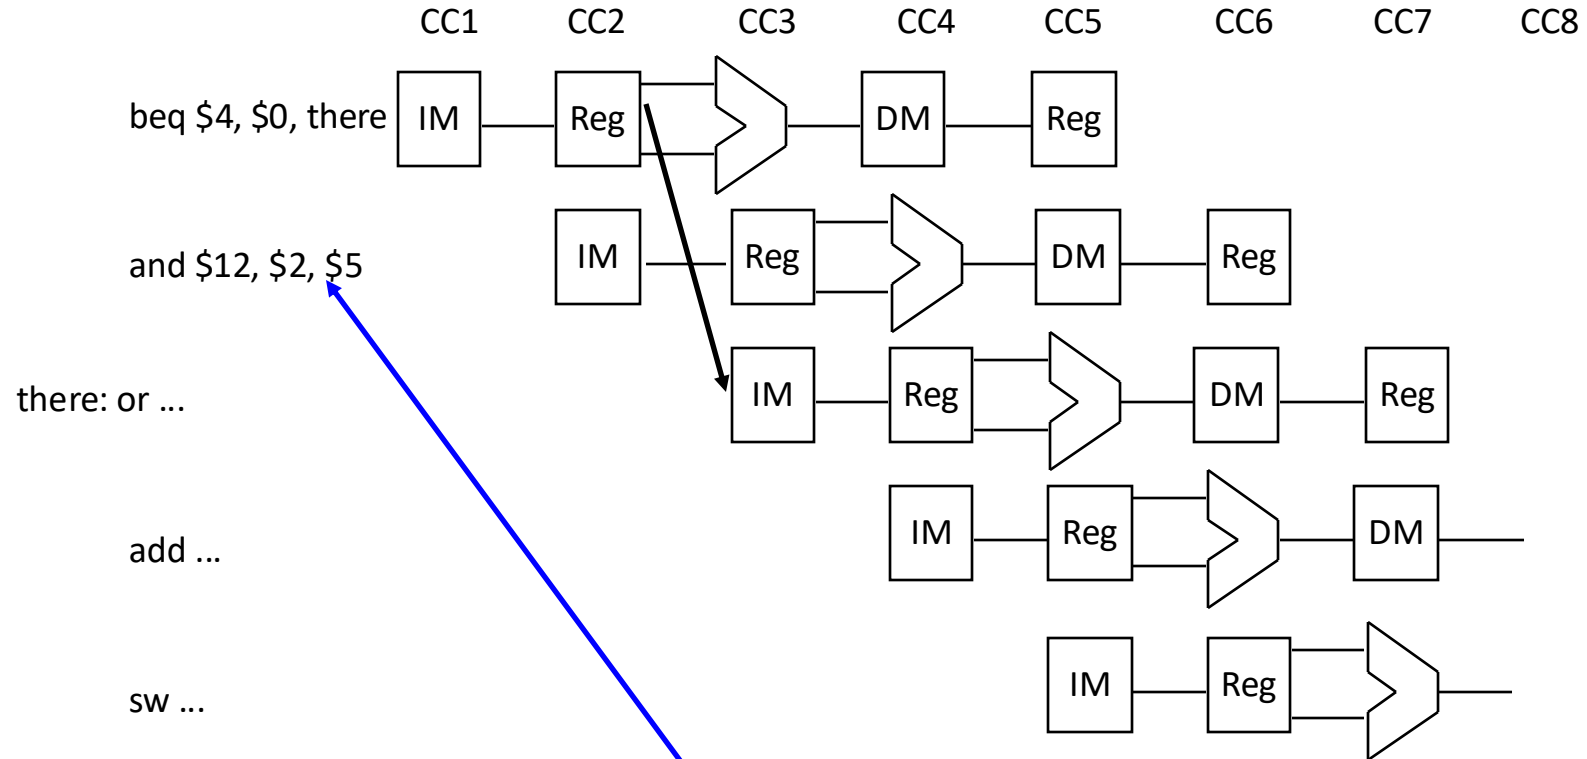 CC1 CC2 CC3 CC4 CC5 CC6 CC7 CC8
beq $4, $0, there IM Reg DM Reg
and $12, $2, $5 IM Reg DM Reg
there: or ... IM Reg DM Reg
add ... IM Reg DM
sw ... IM Reg